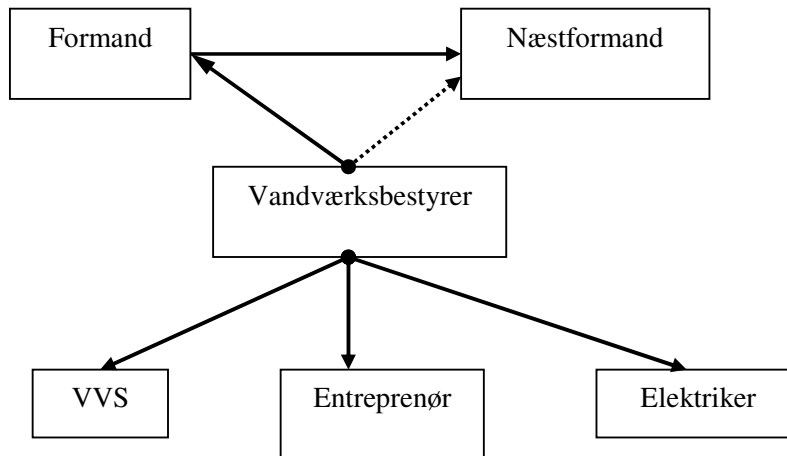 Formand
Næstformand
Vandværksbestyrer
VVS
Entreprenør
Elektriker